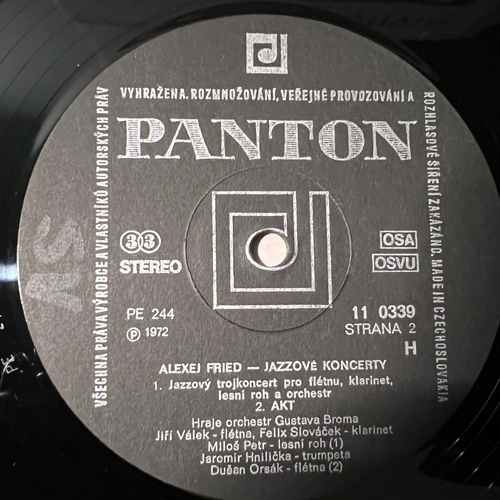 VŠECHNA PRÁVA VÝROBCE A VLASTNÍKŮ AUTORSKÝCH PRÁV
VYHRAŽENA. ROZMNOŽOVÁNÍ, VEŘEJNÉ PROVOZOVÁNÍ A
ROZHLASOVÉ ŠÍŘENÍ ZAKÁZÁNO. MADE IN CZECHOSLOVAKIA
PANTON
33
STEREO
OSA
OSVU
PE 244
℗ 1972
11 0339
STRANA 2
H
ALEXEJ FRIED — JAZZOVÉ KONCERTY
1. Jazzový trojkoncert pro flétnu, klarinet,
lesní roh a orchestr
2. AKT
Hraje orchestr Gustava Broma
Jiří Válek - flétna, Felix Slováček - klarinet
Miloš Petr - lesní roh (1)
Jaromír Hnilička - trumpeta
Dušan Orsák - flétna (2)